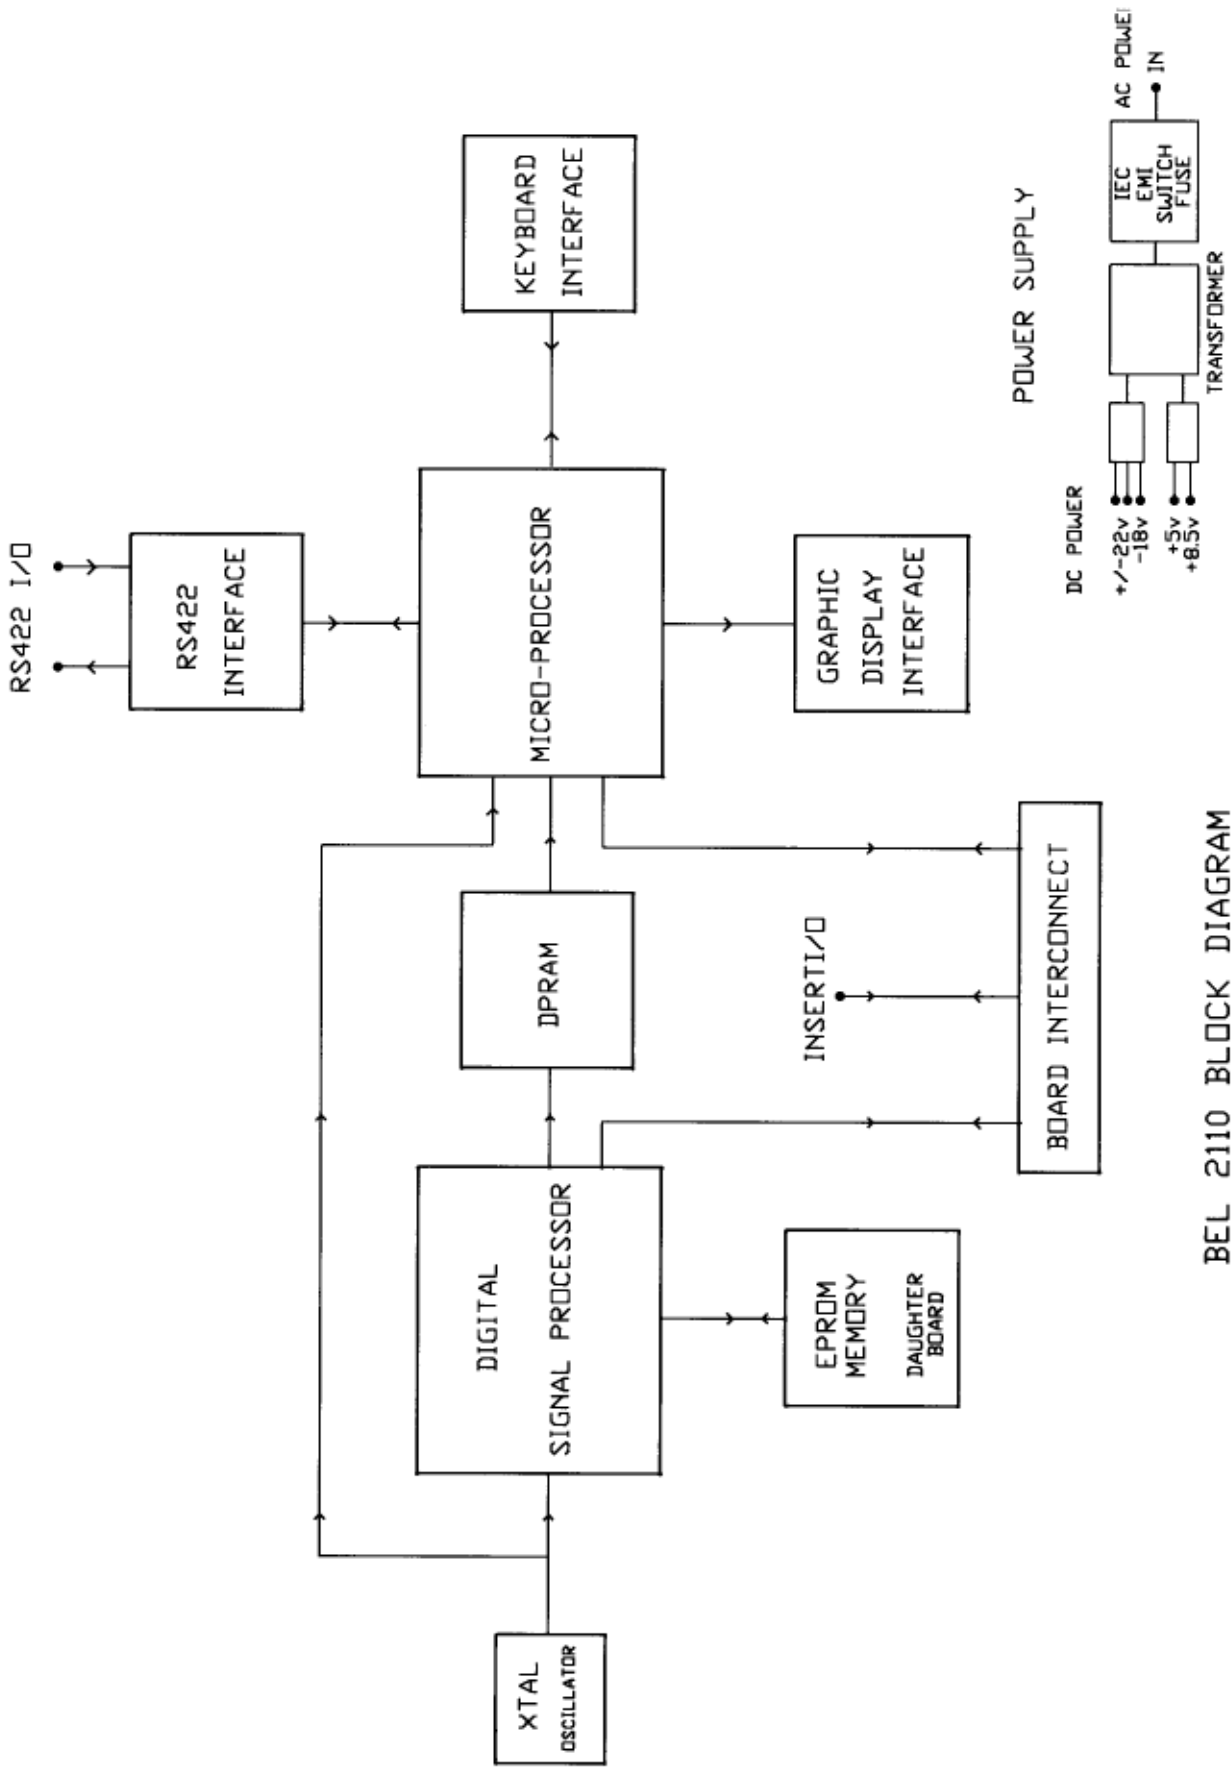 RS422 I/O
RS422
INTERFACE
KEYBOARD
INTERFACE
MICRO-PROCESSOR
XTAL
OSCILLATOR
DIGITAL
SIGNAL PROCESSOR
DPRAM
GRAPHIC
DISPLAY
INTERFACE
EPROM
MEMORY
DAUGHTER
BOARD
INSERTI/O
BOARD INTERCONNECT
POWER SUPPLY
DC POWER
+/-22v
-18v
+5v
+8.5v
TRANSFORMER
IEC
EMI
SWITCH
FUSE
AC POWE
IN
BEL 2110 BLOCK DIAGRAM